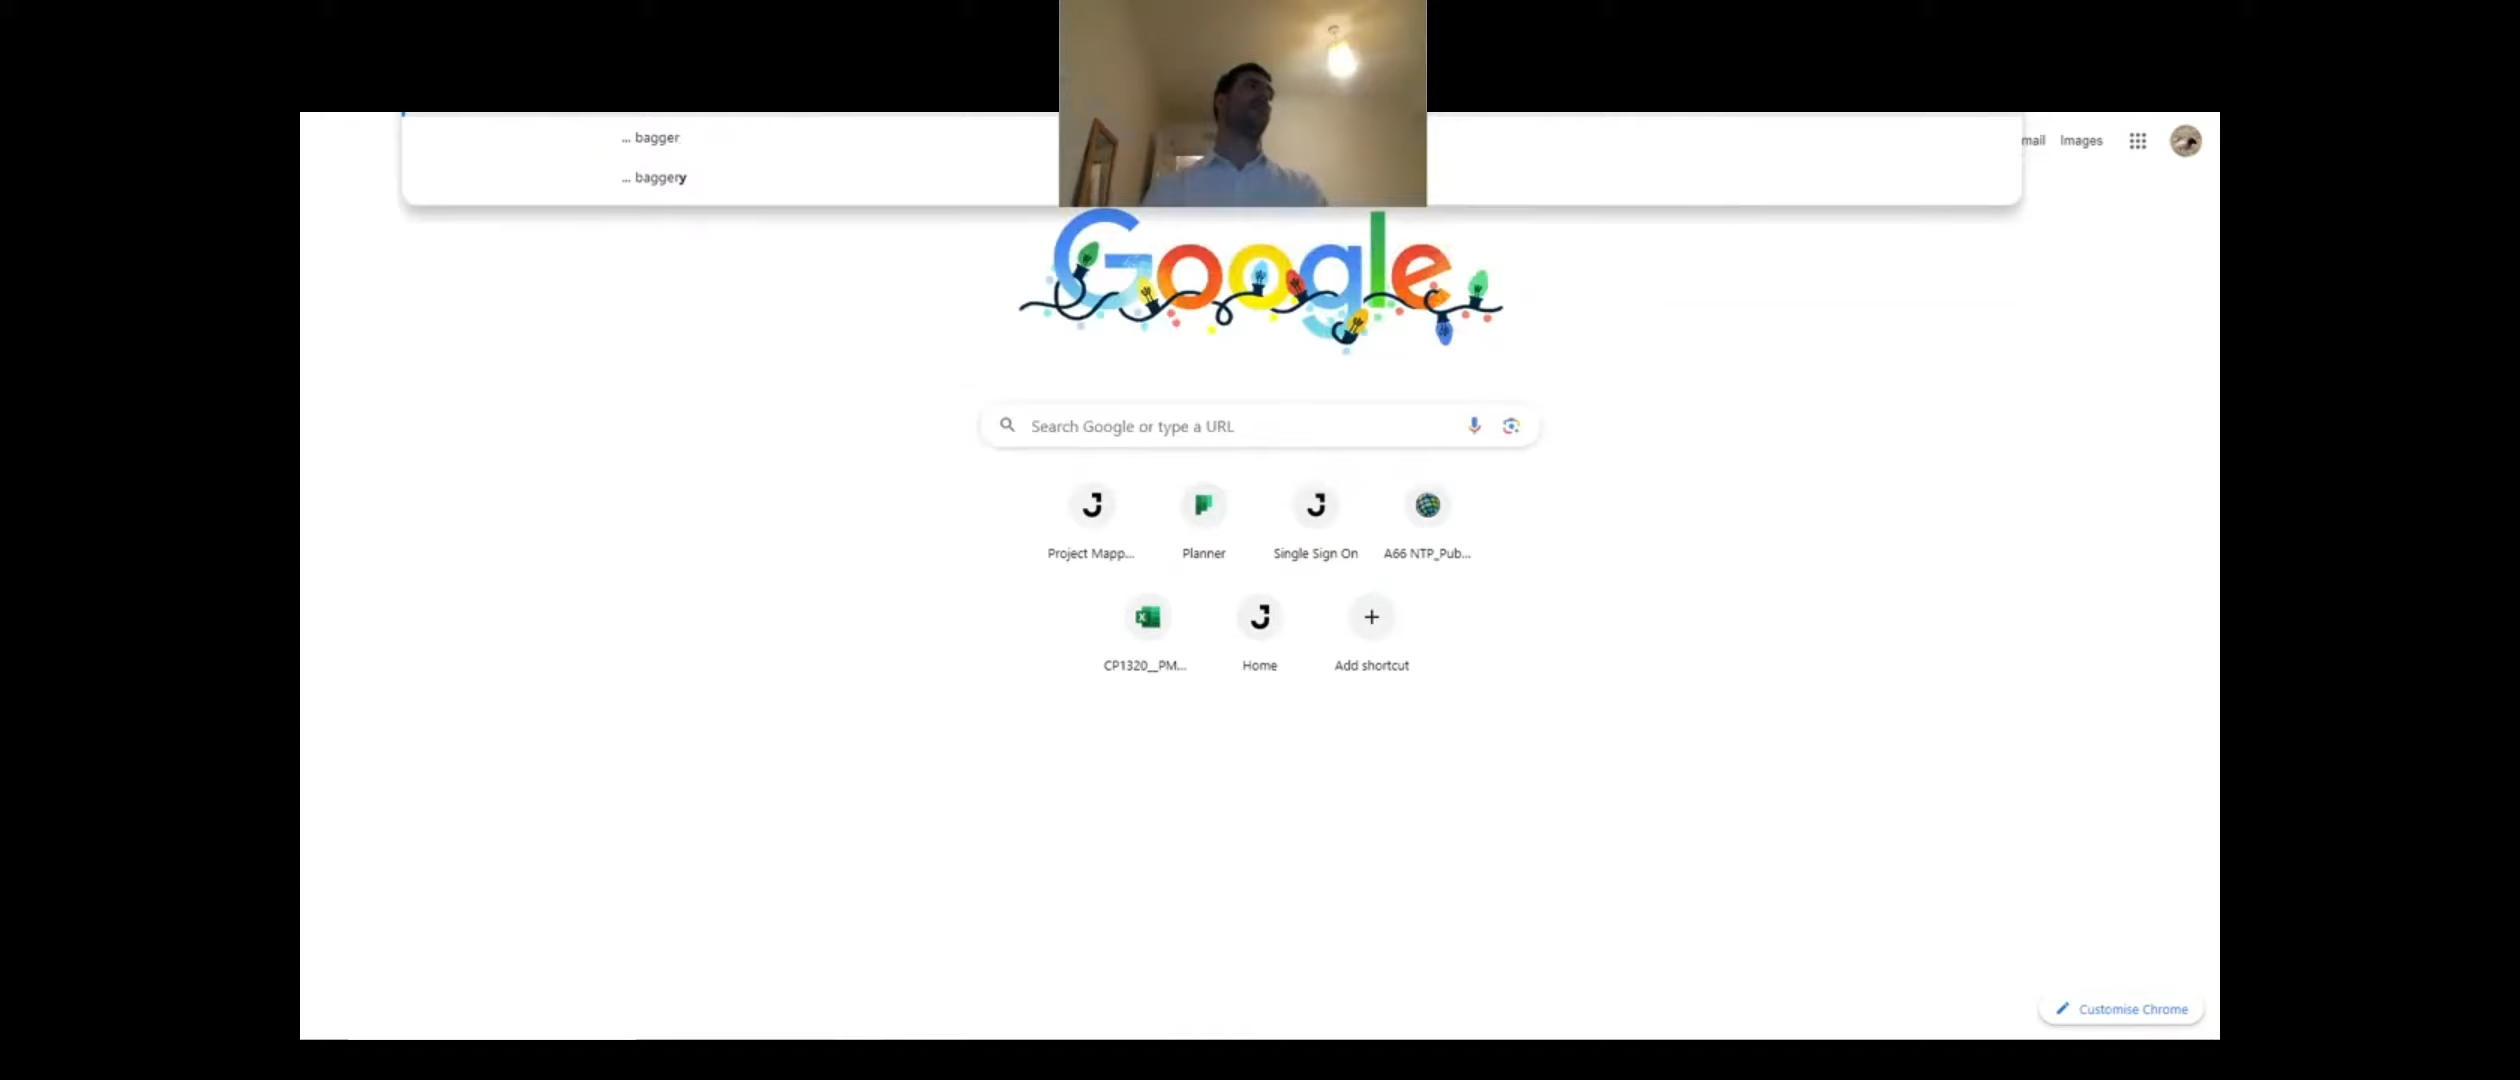 ... bagger
... baggery
mail Images
Google
Search Google or type a URL
J
J
Project Mapp...
Planner
Single Sign On
A66 NTP_Pub...
X
J
CP1320__PM...
Home
Add shortcut
Customise Chrome